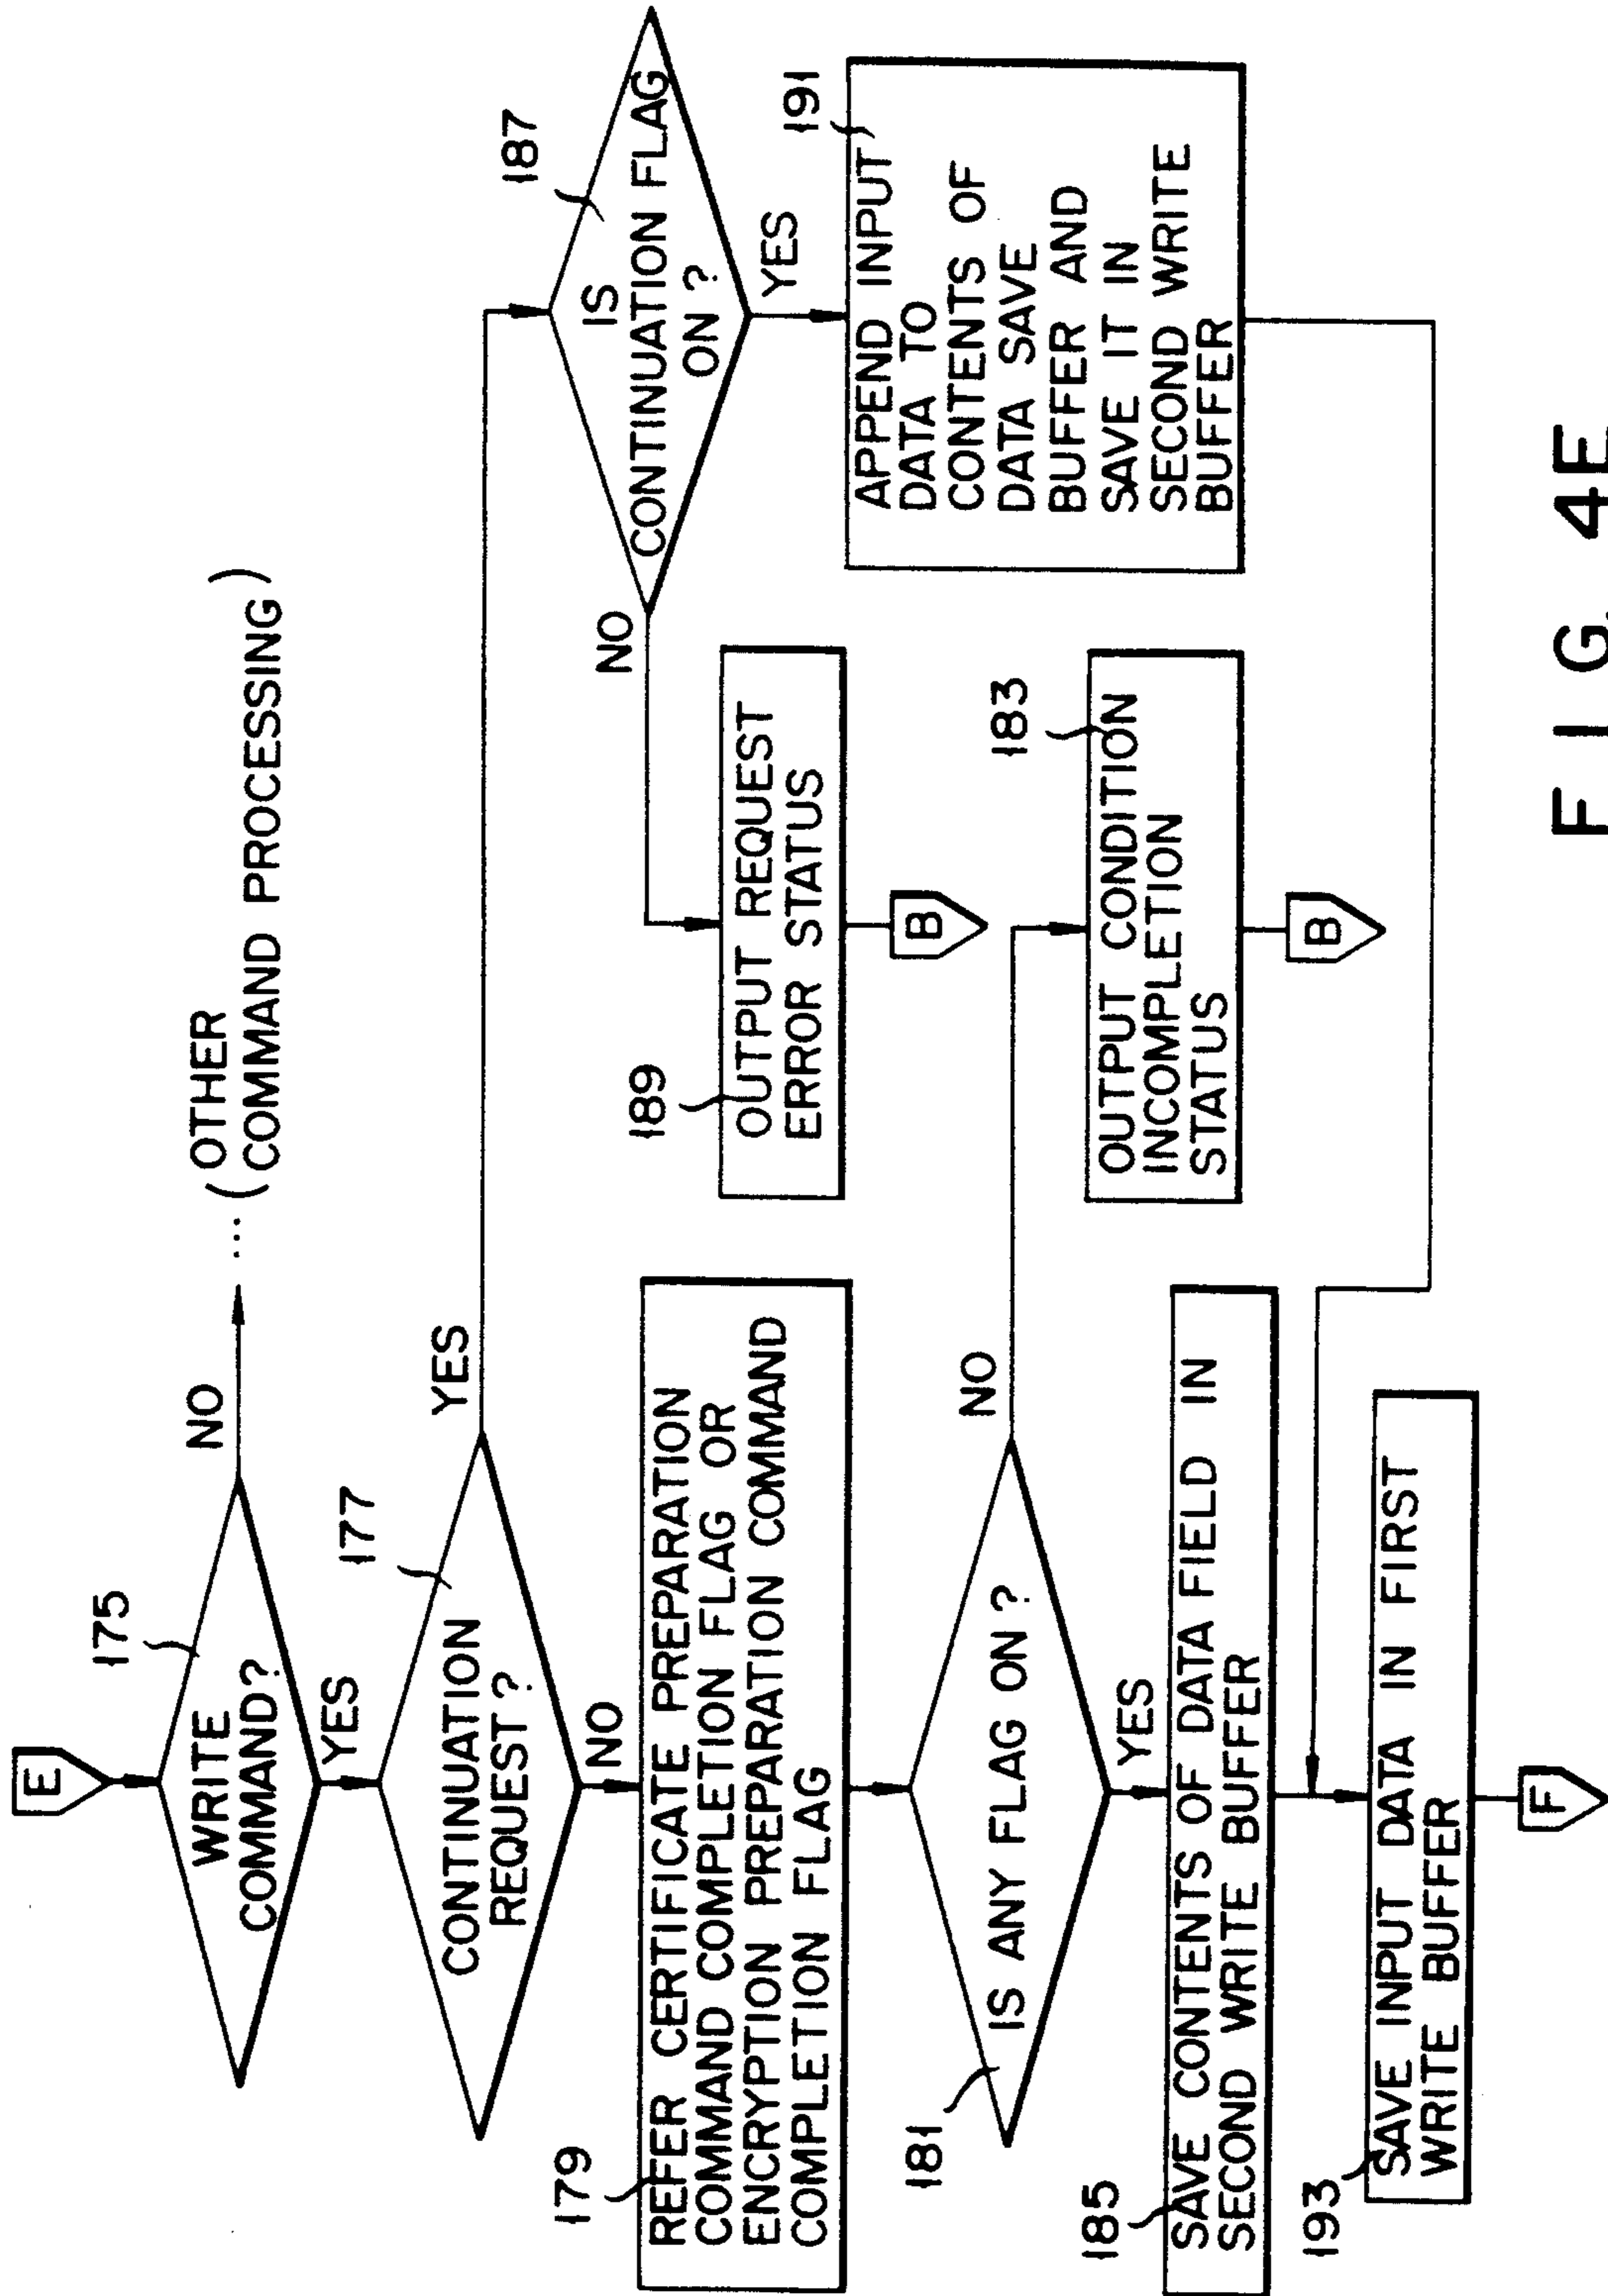 E
175
WRITE
COMMAND?
NO
... ( OTHER
COMMAND PROCESSING )
YES
177
CONTINUATION
REQUEST?
YES
NO
187
IS
CONTINUATION FLAG
ON?
NO
YES
179
REFER CERTIFICATE PREPARATION
COMMAND COMPLETION FLAG OR
ENCRYPTION PREPARATION COMMAND
COMPLETION FLAG
189
OUTPUT REQUEST
ERROR STATUS
B
191
APPEND INPUT
DATA TO
CONTENTS OF
DATA SAVE
BUFFER AND
SAVE IT IN
SECOND WRITE
BUFFER
181
IS ANY FLAG ON?
NO
YES
183
OUTPUT CONDITION
INCOMPLETION
STATUS
B
185
SAVE CONTENTS OF DATA FIELD IN
SECOND WRITE BUFFER
193
SAVE INPUT DATA IN FIRST
WRITE BUFFER
F
FIG. 4E